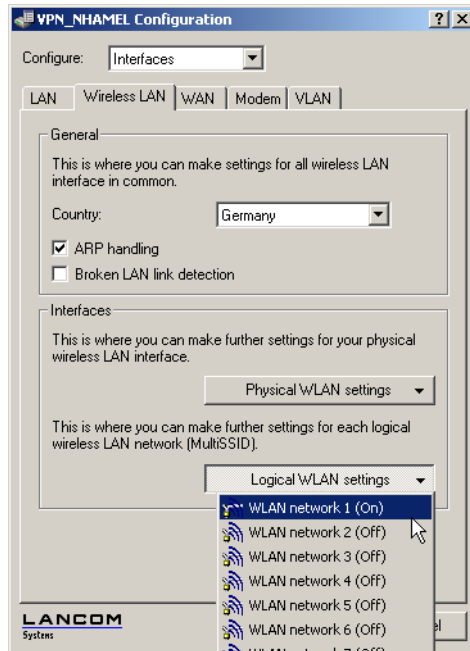 VPN_NHAMEL Configuration
Configure:
Interfaces
LAN
Wireless LAN
WAN
Modem
VLAN
General
This is where you can make settings for all wireless LAN
interface in common.
Country:
Germany
ARP handling
Broken LAN link detection
Interfaces
This is where you can make further settings for your physical
wireless LAN interface.
Physical WLAN settings
This is where you can make further settings for each logical
wireless LAN network (MultiSSID).
Logical WLAN settings
WLAN network 1 (On)
WLAN network 2 (Off)
WLAN network 3 (Off)
WLAN network 4 (Off)
WLAN network 5 (Off)
WLAN network 6 (Off)
WLAN network 7 (Off)
LANCOM
Systems